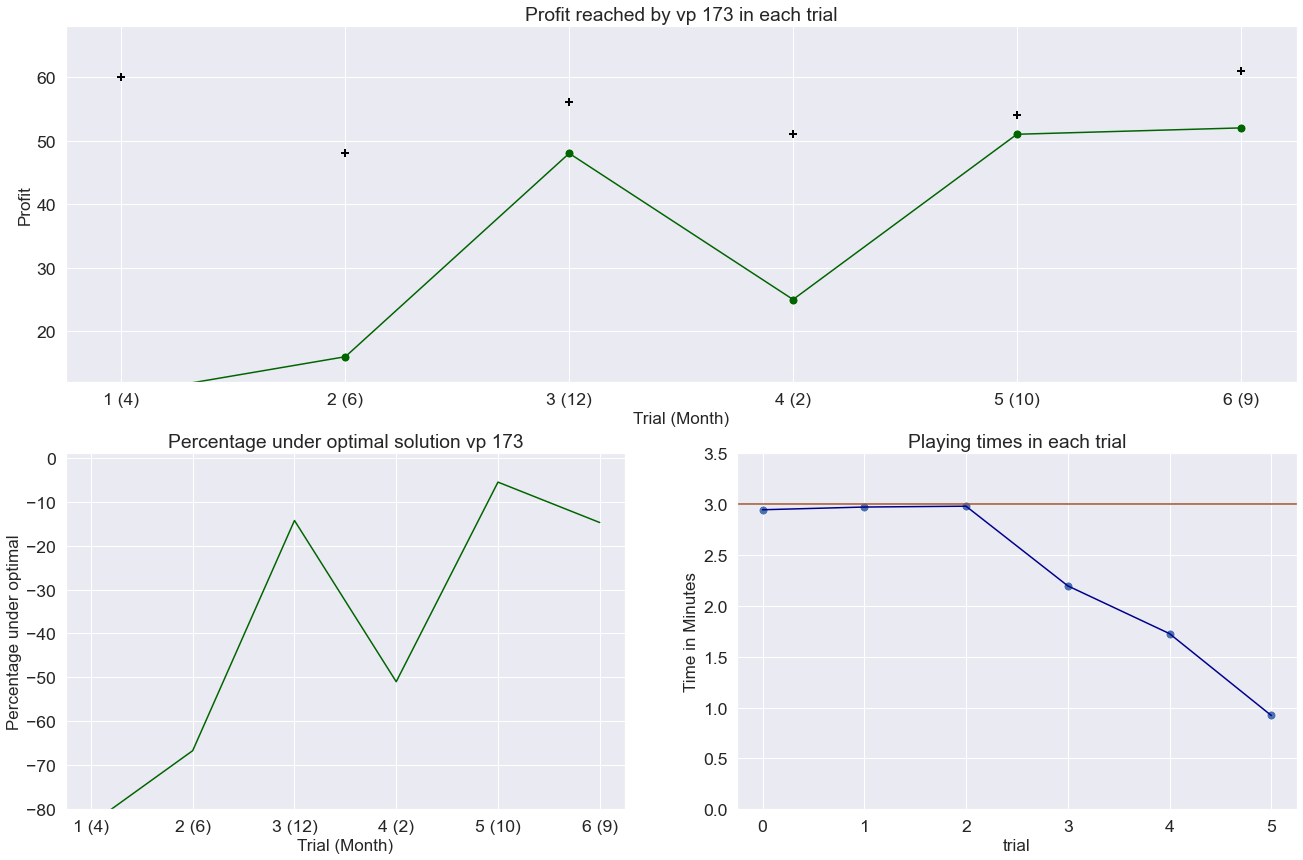 Profit reached by vp 173 in each trial
60
50
40
30
20
Profit
1 (4) 2 (6) 3 (12) 4 (2) 5 (10) 6 (9)
Trial (Month)
Percentage under optimal solution vp 173
0
−10
−20
−30
−40
−50
−60
−70
−80
Percentage under optimal
1 (4) 2 (6) 3 (12) 4 (2) 5 (10) 6 (9)
Trial (Month)
Playing times in each trial
3.5
3.0
2.5
2.0
1.5
1.0
0.5
0.0
Time in Minutes
0 1 2 3 4 5
trial